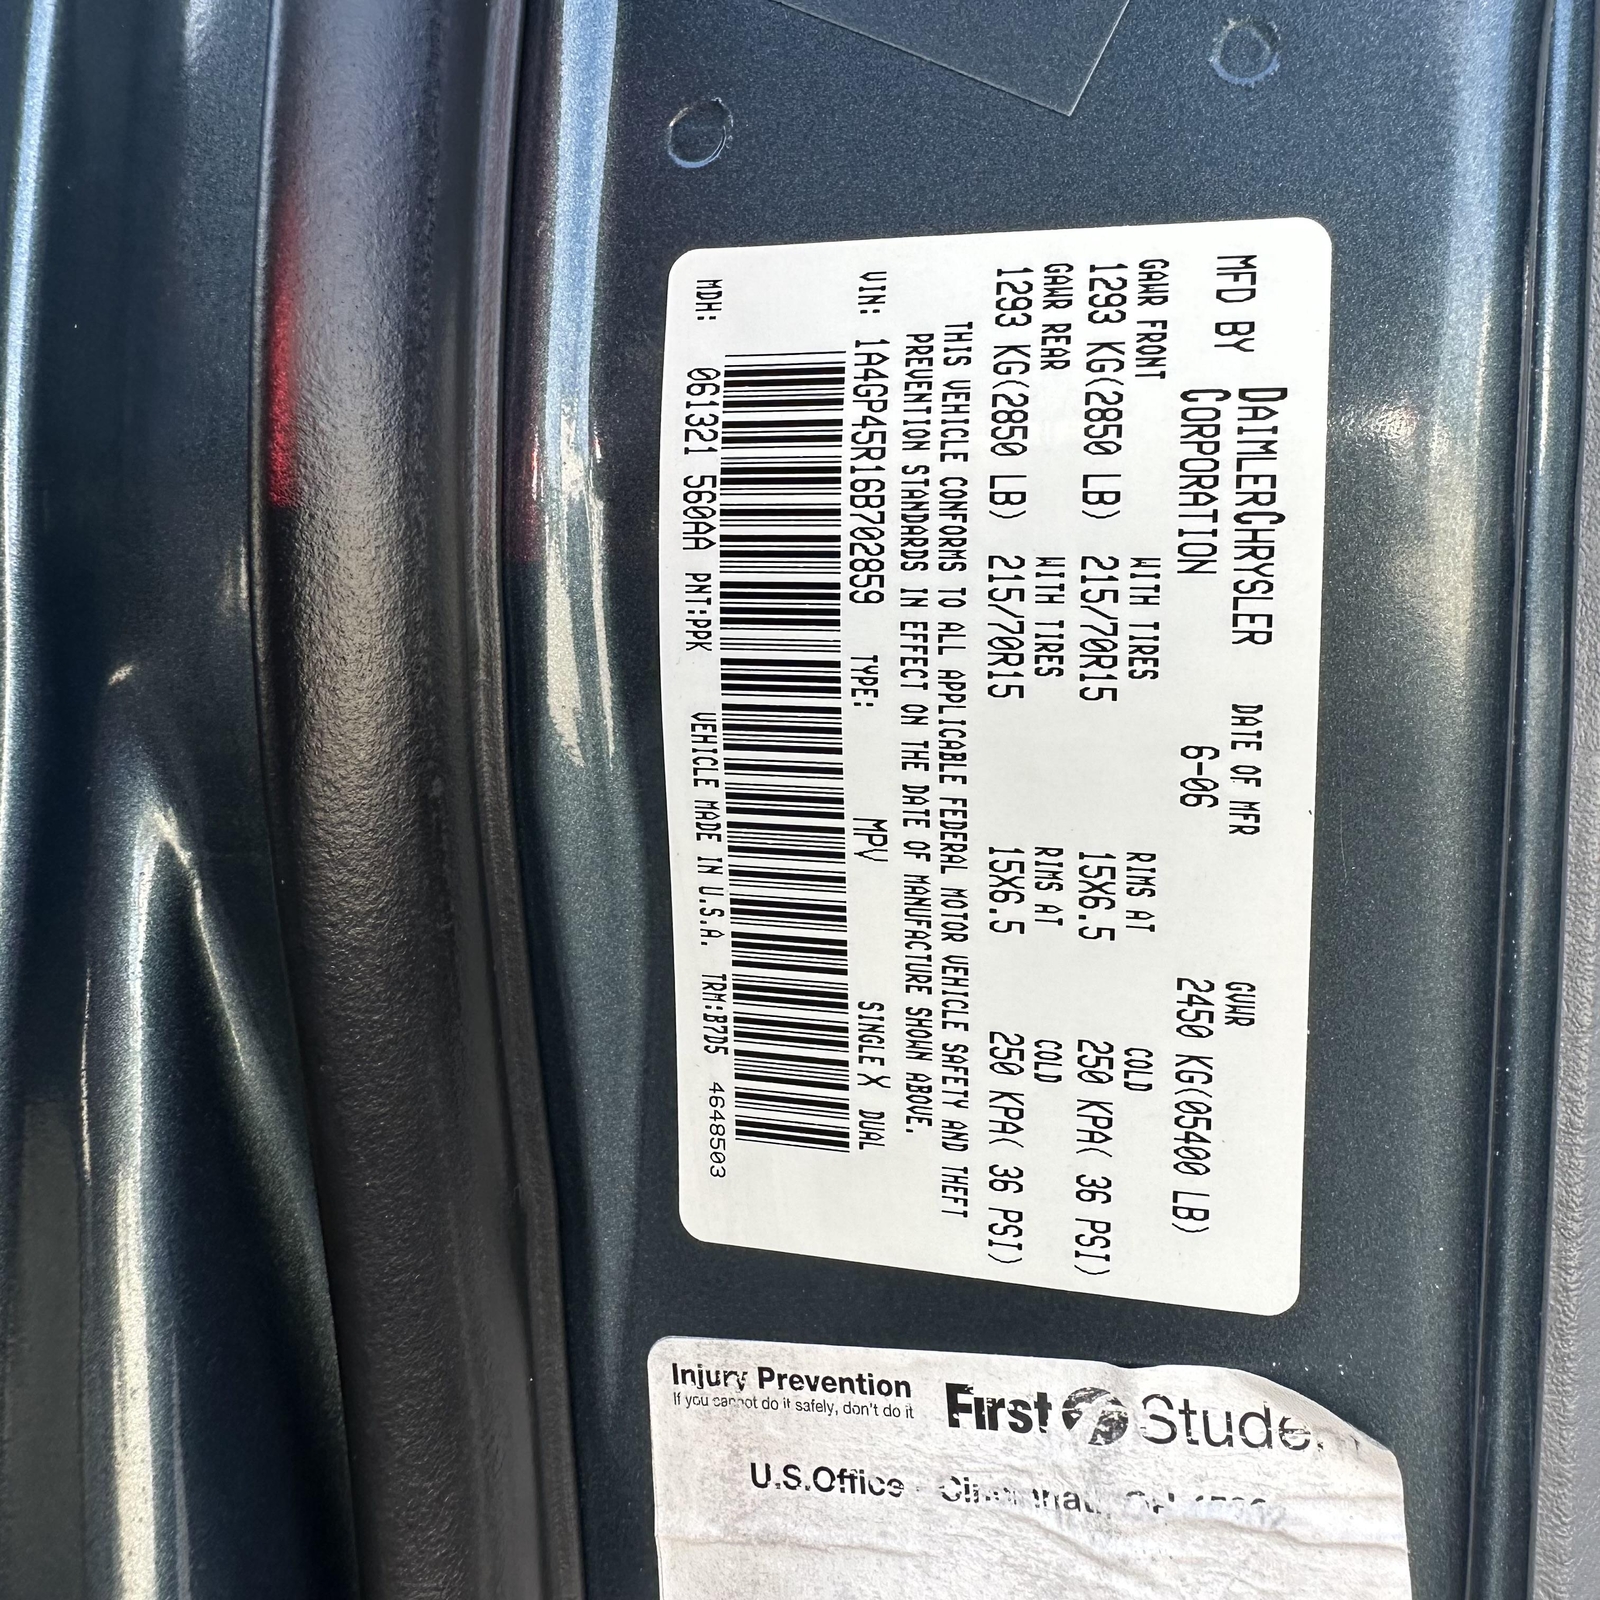 MFD BY DAIMLERCHRYSLER CORPORATION DATE OF MFR 6-06 GVWR 2450 KG(05400 LB)
GAWR FRONT WITH TIRES RIMS AT COLD
1293 KG(2850 LB) 215/70R15 15X6.5 250 KPA( 36 PSI)
GAWR REAR WITH TIRES RIMS AT COLD
1293 KG(2850 LB) 215/70R15 15X6.5 250 KPA( 36 PSI)
THIS VEHICLE CONFORMS TO ALL APPLICABLE FEDERAL MOTOR VEHICLE SAFETY AND THEFT
PREVENTION STANDARDS IN EFFECT ON THE DATE OF MANUFACTURE SHOWN ABOVE.
VIN: 1A4GP45R16B702859 TYPE: MPV SINGLE X DUAL
MDH: 061321 560AA PNT:PPK VEHICLE MADE IN U.S.A. TRM:B7D5 4648503
Injury Prevention
If you cannot do it safely, don't do it
First Stude
U.S.Office